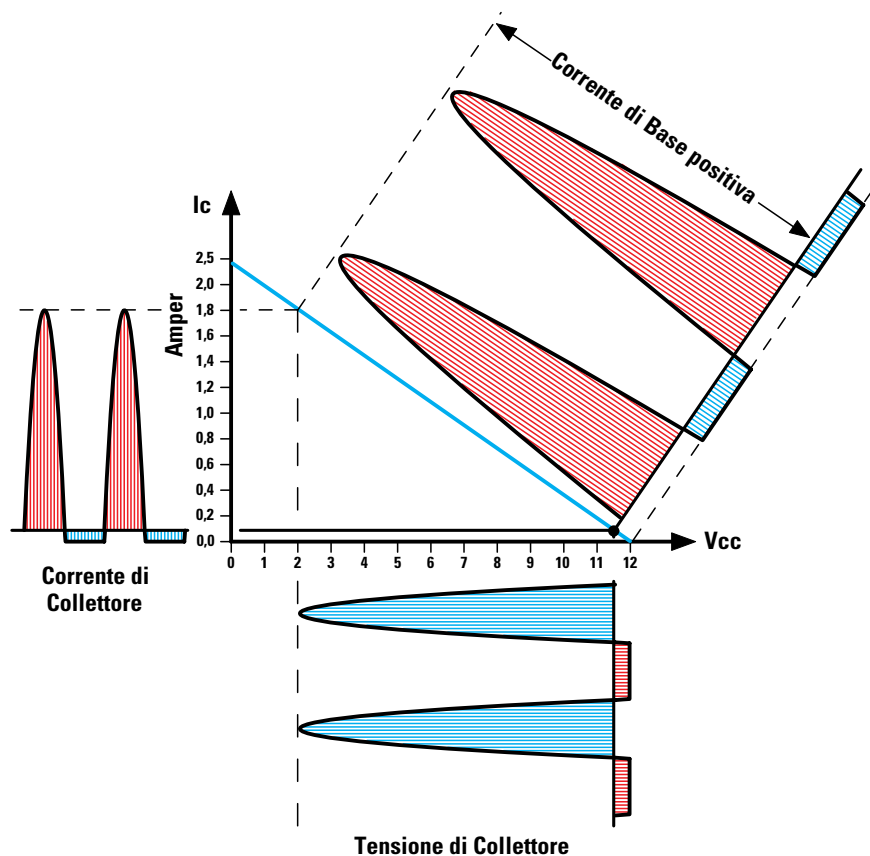 Corrente di Base positiva
Ic
Amper
2,5
2,0
1,8
1,6
1,4
1,2
1,0
0,8
0,6
0,4
0,2
0,0
0 1 2 3 4 5 6 7 8 9 10 11 12
Vcc
Corrente di
Collettore
Tensione di Collettore